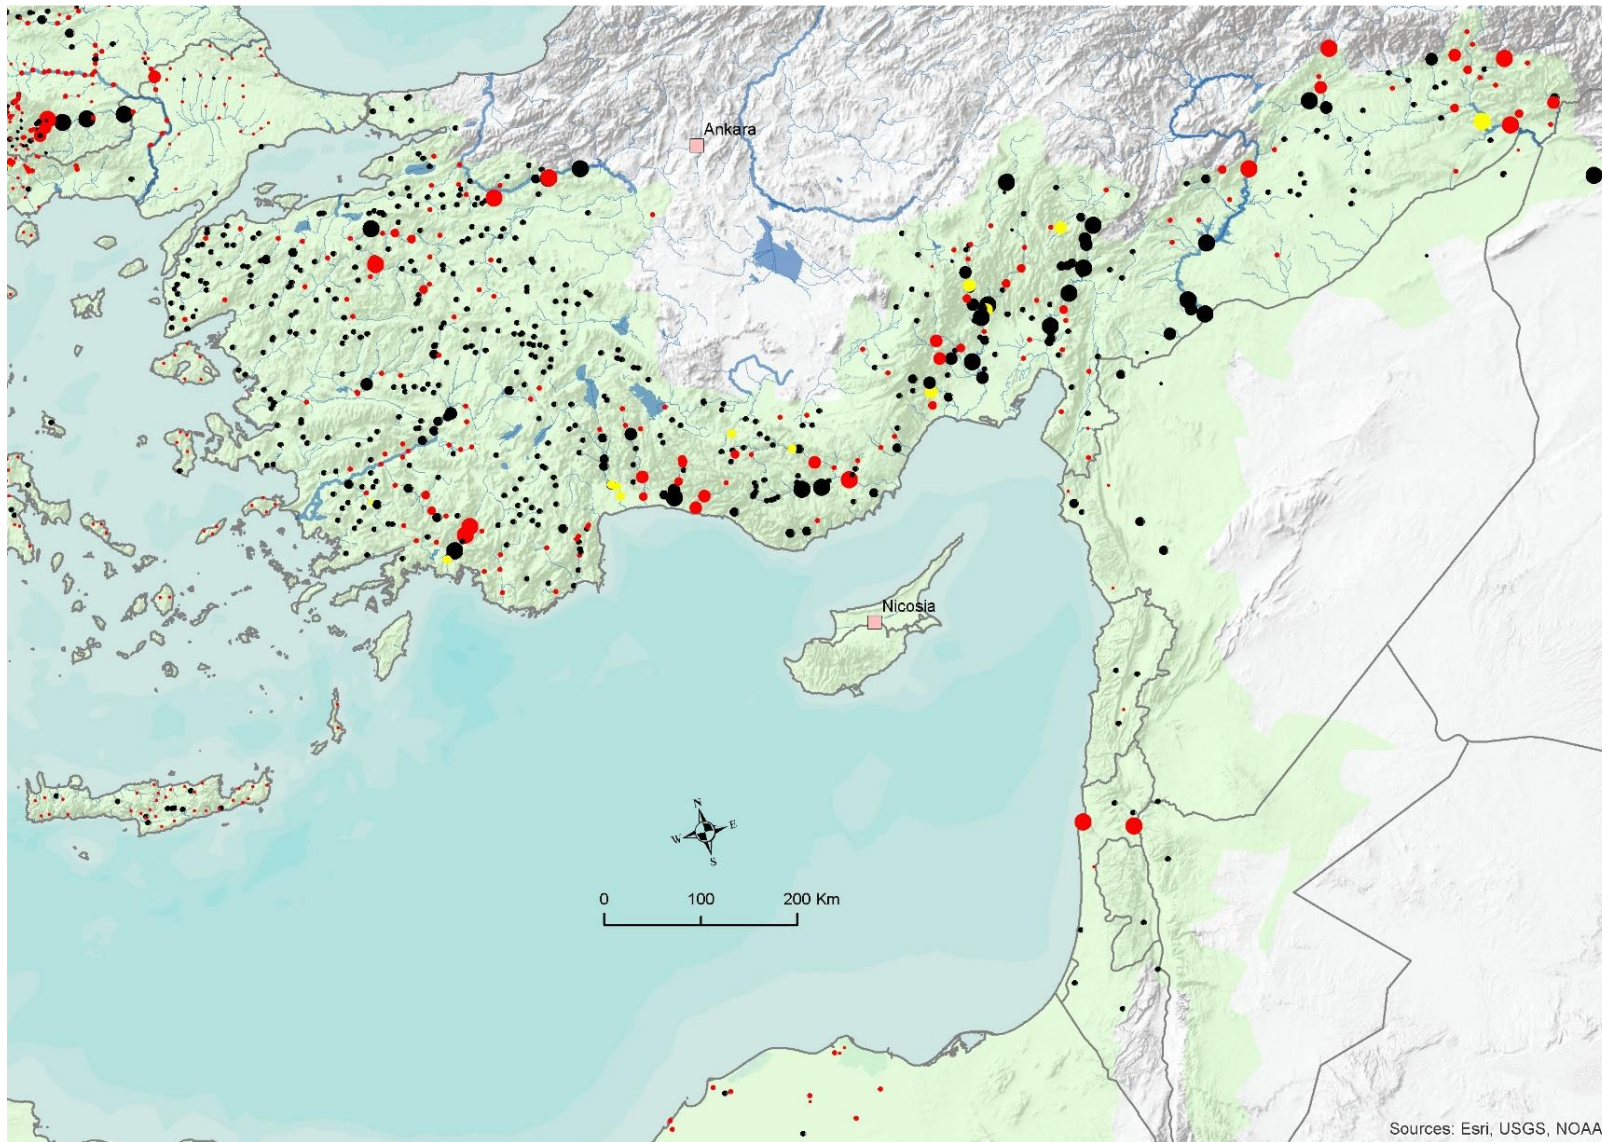 Ankara
Nicosia
N
W E
S
0 100 200 Km
Sources: Esri, USGS, NOAA